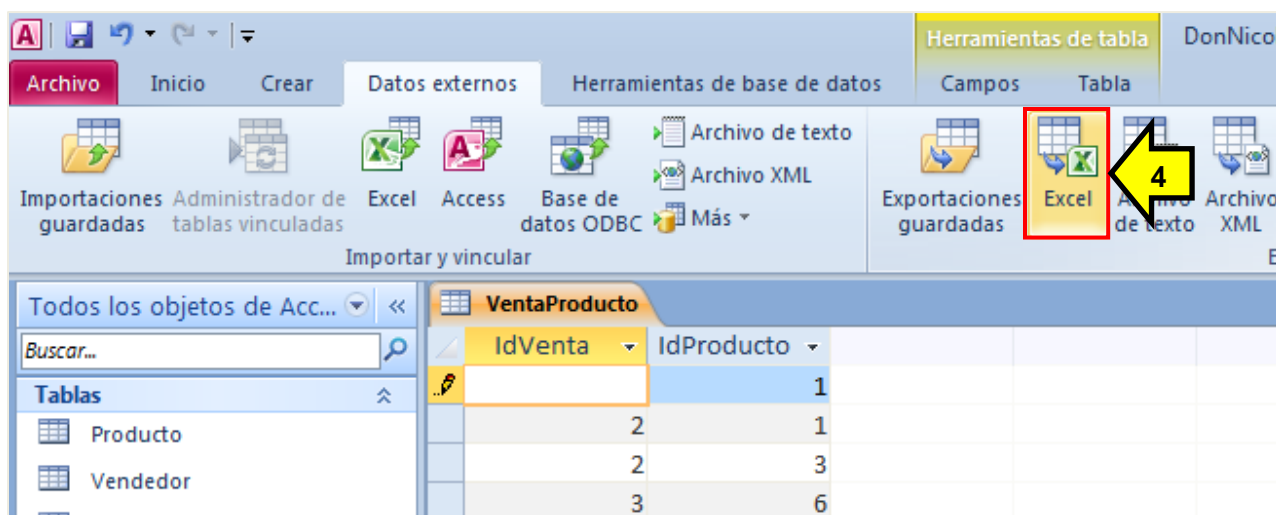 Herramientas de tabla DonNico
Archivo Inicio Crear Datos externos Herramientas de base de datos Campos Tabla
Importaciones guardadas
Administrador de tablas vinculadas
Excel
Access
Base de datos ODBC
Archivo de texto
Archivo XML
Más
Importar y vincular
Exportaciones guardadas
Excel
4
de texto
Archivo XML
E
Todos los objetos de Acc... «
Buscar...
Tablas
Producto
Vendedor
VentaProducto
IdVenta IdProducto
1
2 1
2 3
3 6